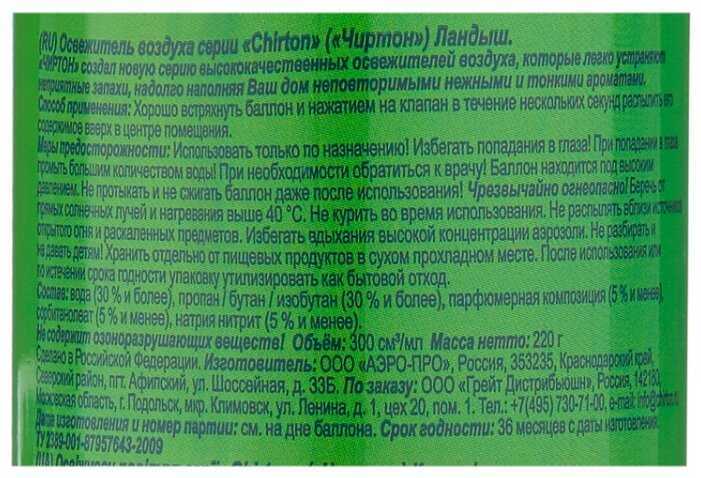 (RU) Освежитель воздуха серии «Chirton» («Чиртон») Ландыш.
«ЧИРТОН» создал новую серию высококачественных освежителей воздуха, которые легко устраняют
неприятные запахи, надолго наполняя Ваш дом неповторимыми нежными и тонкими ароматами.
Способ применения: Хорошо встряхнуть баллон и нажатием на клапан в течение нескольких секунд распылить его
содержимое вверх в центре помещения.
Меры предосторожности: Использовать только по назначению! Избегать попадания в глаза! При попадании в глаза
промыть большим количеством воды! При необходимости обратиться к врачу! Баллон находится под высоким
давлением. Не протыкать и не сжигать баллон даже после использования! Чрезвычайно огнеопасно! Беречь от
прямых солнечных лучей и нагревания выше 40 °С. Не курить во время использования. Не распылять вблизи источников
открытого огня и раскаленных предметов. Избегать вдыхания высокой концентрации аэрозоли. Не разбирать и
не давать детям! Хранить отдельно от пищевых продуктов в сухом прохладном месте. После использования или
по истечении срока годности упаковку утилизировать как бытовой отход.
Состав: вода (30 % и более), пропан / бутан / изобутан (30 % и более), парфюмерная композиция (5 % и менее),
сорбитанолеат (5 % и менее), натрия нитрит (5 % и менее).
Не содержит озоноразрушающих веществ! Объём: 300 см³/мл Масса нетто: 220 г
Сделано в Российской Федерации. Изготовитель: ООО «АЭРО-ПРО», Россия, 353235, Краснодарский край,
Северский район, пгт. Афипский, ул. Шоссейная, д. 33Б. По заказу: ООО «Грейт Дистрибьюшн», Россия, 142180,
Московская область, г. Подольск, мкр. Климовск, ул. Ленина, д. 1, цех 20, пом. 1. Тел.: +7(495) 730-71-00, e-mail: info@chirton.ru
Дата изготовления и номер партии: см. на дне баллона. Срок годности: 36 месяцев с даты изготовления.
ТУ 2389-001-87957643-2009